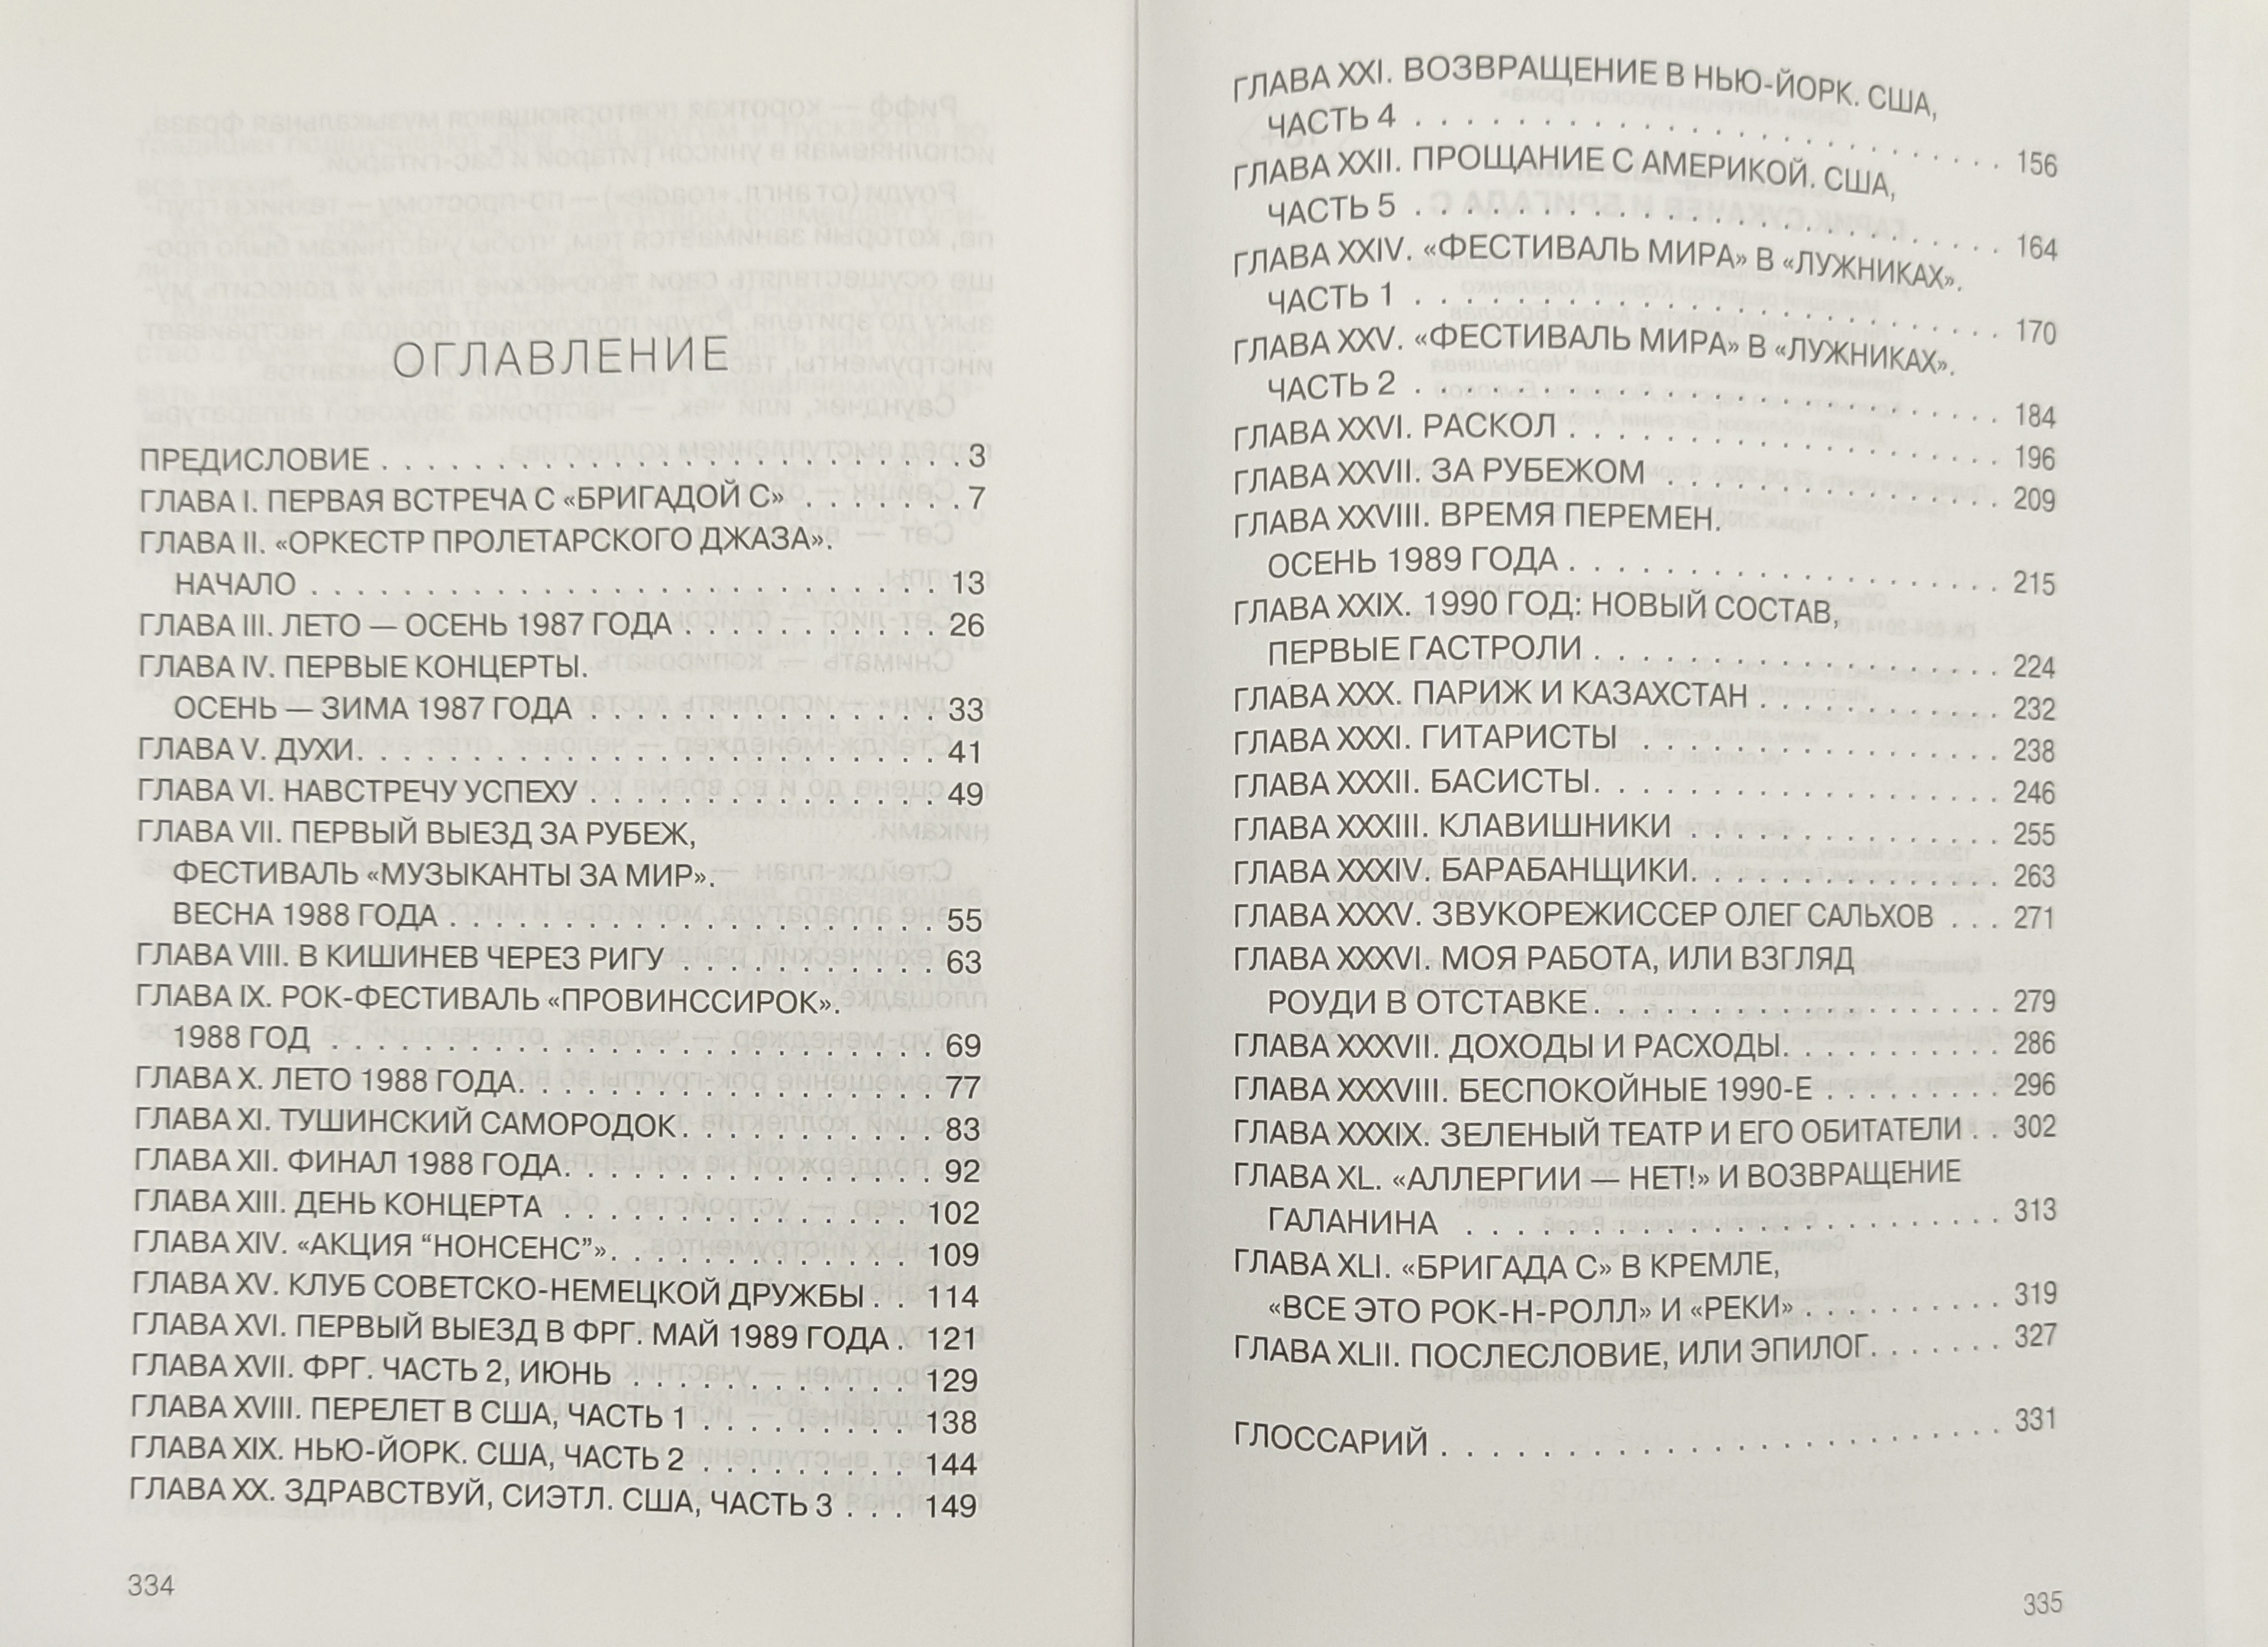 ОГЛАВЛЕНИЕ
ПРЕДИСЛОВИЕ . . . . . . . . . . . . . . . . . . . . . . . . . 3
ГЛАВА I. ПЕРВАЯ ВСТРЕЧА С «БРИГАДОЙ С» . . . . . . . 7
ГЛАВА II. «ОРКЕСТР ПРОЛЕТАРСКОГО ДЖАЗА».
НАЧАЛО . . . . . . . . . . . . . . . . . . . . . . . . . . . 13
ГЛАВА III. ЛЕТО — ОСЕНЬ 1987 ГОДА . . . . . . . . . . . 26
ГЛАВА IV. ПЕРВЫЕ КОНЦЕРТЫ.
ОСЕНЬ — ЗИМА 1987 ГОДА . . . . . . . . . . . . . . . 33
ГЛАВА V. ДУХИ. . . . . . . . . . . . . . . . . . . . . . . . . 41
ГЛАВА VI. НАВСТРЕЧУ УСПЕХУ . . . . . . . . . . . . . . . 49
ГЛАВА VII. ПЕРВЫЙ ВЫЕЗД ЗА РУБЕЖ,
ФЕСТИВАЛЬ «МУЗЫКАНТЫ ЗА МИР».
ВЕСНА 1988 ГОДА . . . . . . . . . . . . . . . . . . . . . 55
ГЛАВА VIII. В КИШИНЕВ ЧЕРЕЗ РИГУ . . . . . . . . . . . 63
ГЛАВА IX. РОК-ФЕСТИВАЛЬ «ПРОВИНССИРОК».
1988 ГОД . . . . . . . . . . . . . . . . . . . . . . . . . . 69
ГЛАВА X. ЛЕТО 1988 ГОДА. . . . . . . . . . . . . . . . . . 77
ГЛАВА XI. ТУШИНСКИЙ САМОРОДОК. . . . . . . . . . . 83
ГЛАВА XII. ФИНАЛ 1988 ГОДА. . . . . . . . . . . . . . . . 92
ГЛАВА XIII. ДЕНЬ КОНЦЕРТА . . . . . . . . . . . . . . . 102
ГЛАВА XIV. «АКЦИЯ “НОНСЕНС”». . . . . . . . . . . . . 109
ГЛАВА XV. КЛУБ СОВЕТСКО-НЕМЕЦКОЙ ДРУЖБЫ . . 114
ГЛАВА XVI. ПЕРВЫЙ ВЫЕЗД В ФРГ. МАЙ 1989 ГОДА . 121
ГЛАВА XVII. ФРГ. ЧАСТЬ 2, ИЮНЬ . . . . . . . . . . . . 129
ГЛАВА XVIII. ПЕРЕЛЕТ В США, ЧАСТЬ 1 . . . . . . . . . 138
ГЛАВА XIX. НЬЮ-ЙОРК. США, ЧАСТЬ 2 . . . . . . . . . 144
ГЛАВА XX. ЗДРАВСТВУЙ, СИЭТЛ. США, ЧАСТЬ 3 . . . 149
334
ГЛАВА XXI. ВОЗВРАЩЕНИЕ В НЬЮ-ЙОРК. США,
ЧАСТЬ 4 . . . . . . . . . . . . . . . . . . . . . . . . 156
ГЛАВА XXII. ПРОЩАНИЕ С АМЕРИКОЙ. США,
ЧАСТЬ 5 . . . . . . . . . . . . . . . . . . . . . . . . 164
ГЛАВА XXIV. «ФЕСТИВАЛЬ МИРА» В «ЛУЖНИКАХ».
ЧАСТЬ 1 . . . . . . . . . . . . . . . . . . . . . . . . 170
ГЛАВА XXV. «ФЕСТИВАЛЬ МИРА» В «ЛУЖНИКАХ».
ЧАСТЬ 2 . . . . . . . . . . . . . . . . . . . . . . . . 184
ГЛАВА XXVI. РАСКОЛ . . . . . . . . . . . . . . . . . . 196
ГЛАВА XXVII. ЗА РУБЕЖОМ . . . . . . . . . . . . . . 209
ГЛАВА XXVIII. ВРЕМЯ ПЕРЕМЕН.
ОСЕНЬ 1989 ГОДА . . . . . . . . . . . . . . . . . . 215
ГЛАВА XXIX. 1990 ГОД: НОВЫЙ СОСТАВ,
ПЕРВЫЕ ГАСТРОЛИ . . . . . . . . . . . . . . . . . 224
ГЛАВА XXX. ПАРИЖ И КАЗАХСТАН . . . . . . . . . . 232
ГЛАВА XXXI. ГИТАРИСТЫ . . . . . . . . . . . . . . . 238
ГЛАВА XXXII. БАСИСТЫ. . . . . . . . . . . . . . . . . 246
ГЛАВА XXXIII. КЛАВИШНИКИ . . . . . . . . . . . . . 255
ГЛАВА XXXIV. БАРАБАНЩИКИ. . . . . . . . . . . . . 263
ГЛАВА XXXV. ЗВУКОРЕЖИССЕР ОЛЕГ САЛЬХОВ . . . 271
ГЛАВА XXXVI. МОЯ РАБОТА, ИЛИ ВЗГЛЯД
РОУДИ В ОТСТАВКЕ. . . . . . . . . . . . . . . . . . 279
ГЛАВА XXXVII. ДОХОДЫ И РАСХОДЫ. . . . . . . . . 286
ГЛАВА XXXVIII. БЕСПОКОЙНЫЕ 1990-Е . . . . . . . . 296
ГЛАВА XXXIX. ЗЕЛЕНЫЙ ТЕАТР И ЕГО ОБИТАТЕЛИ . . 302
ГЛАВА XL. «АЛЛЕРГИИ — НЕТ!» И ВОЗВРАЩЕНИЕ
ГАЛАНИНА . . . . . . . . . . . . . . . . . . . . . . 313
ГЛАВА XLI. «БРИГАДА С» В КРЕМЛЕ,
«ВСЕ ЭТО РОК-Н-РОЛЛ» И «РЕКИ» . . . . . . . . . 319
ГЛАВА XLII. ПОСЛЕСЛОВИЕ, ИЛИ ЭПИЛОГ. . . . . . . 327
ГЛОССАРИЙ . . . . . . . . . . . . . . . . . . . . . . . 331
335